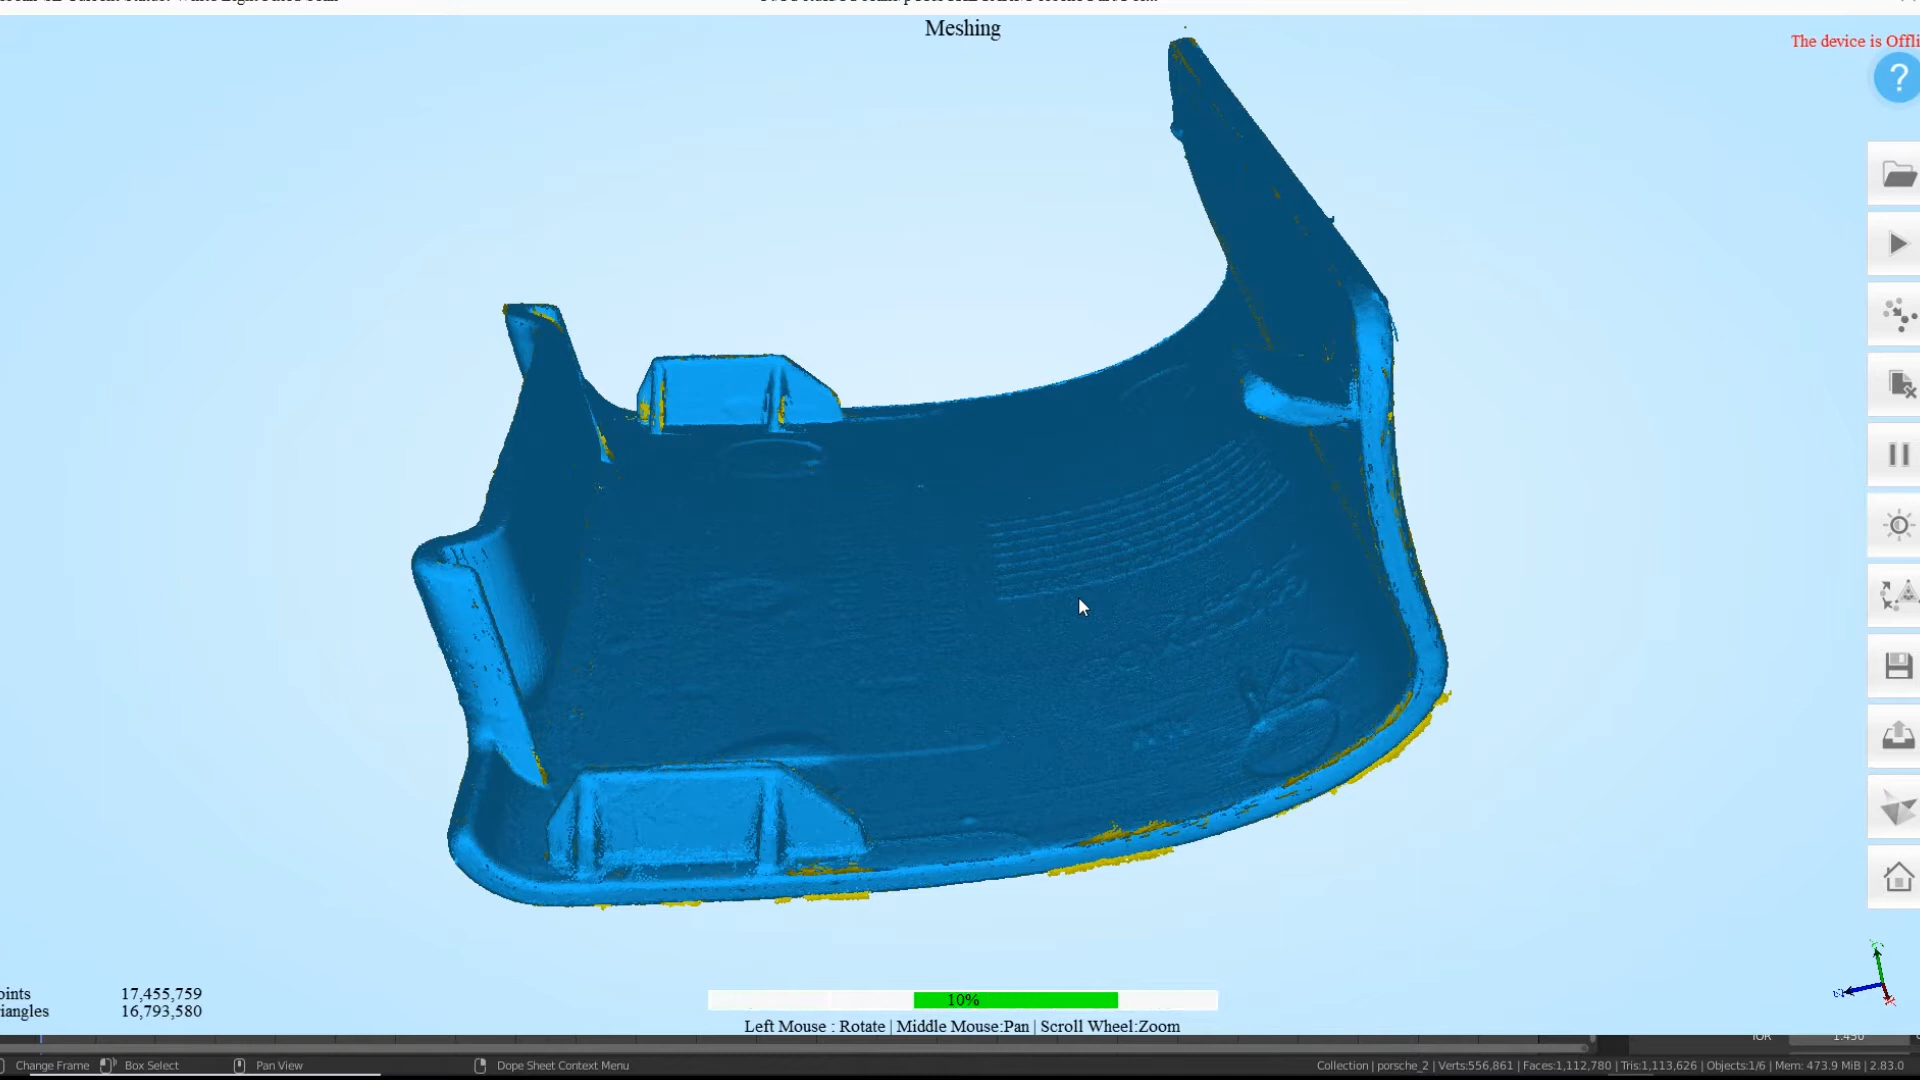 Meshing
The device is Offli
?
oints 17,455,759
iangles 16,793,580
10%
Left Mouse : Rotate | Middle Mouse:Pan | Scroll Wheel:Zoom
Change Frame Box Select Pan View Dope Sheet Context Menu
Collection | porsche_2 | Verts:556,861 | Faces:1,112,780 | Tris:1,113,626 | Objects:1/6 | Mem: 473.9 MiB | 2.83.0